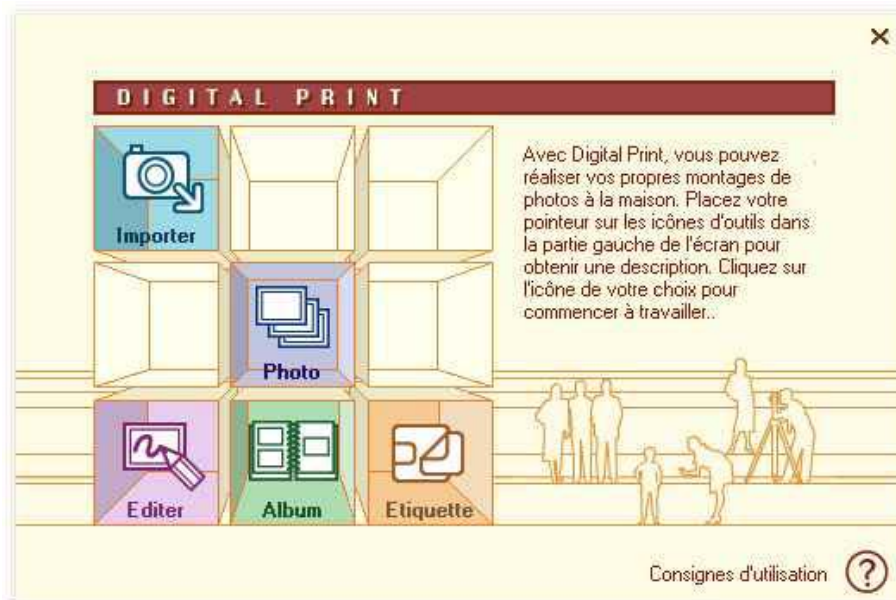 DIGITAL PRINT
Importer
Avec Digital Print, vous pouvez
réaliser vos propres montages de
photos à la maison. Placez votre
pointeur sur les icônes d'outils dans
la partie gauche de l'écran pour
obtenir une description. Cliquez sur
l'icône de votre choix pour
commencer à travailler..
Photo
Editer
Album
Etiquette
Consignes d'utilisation ?